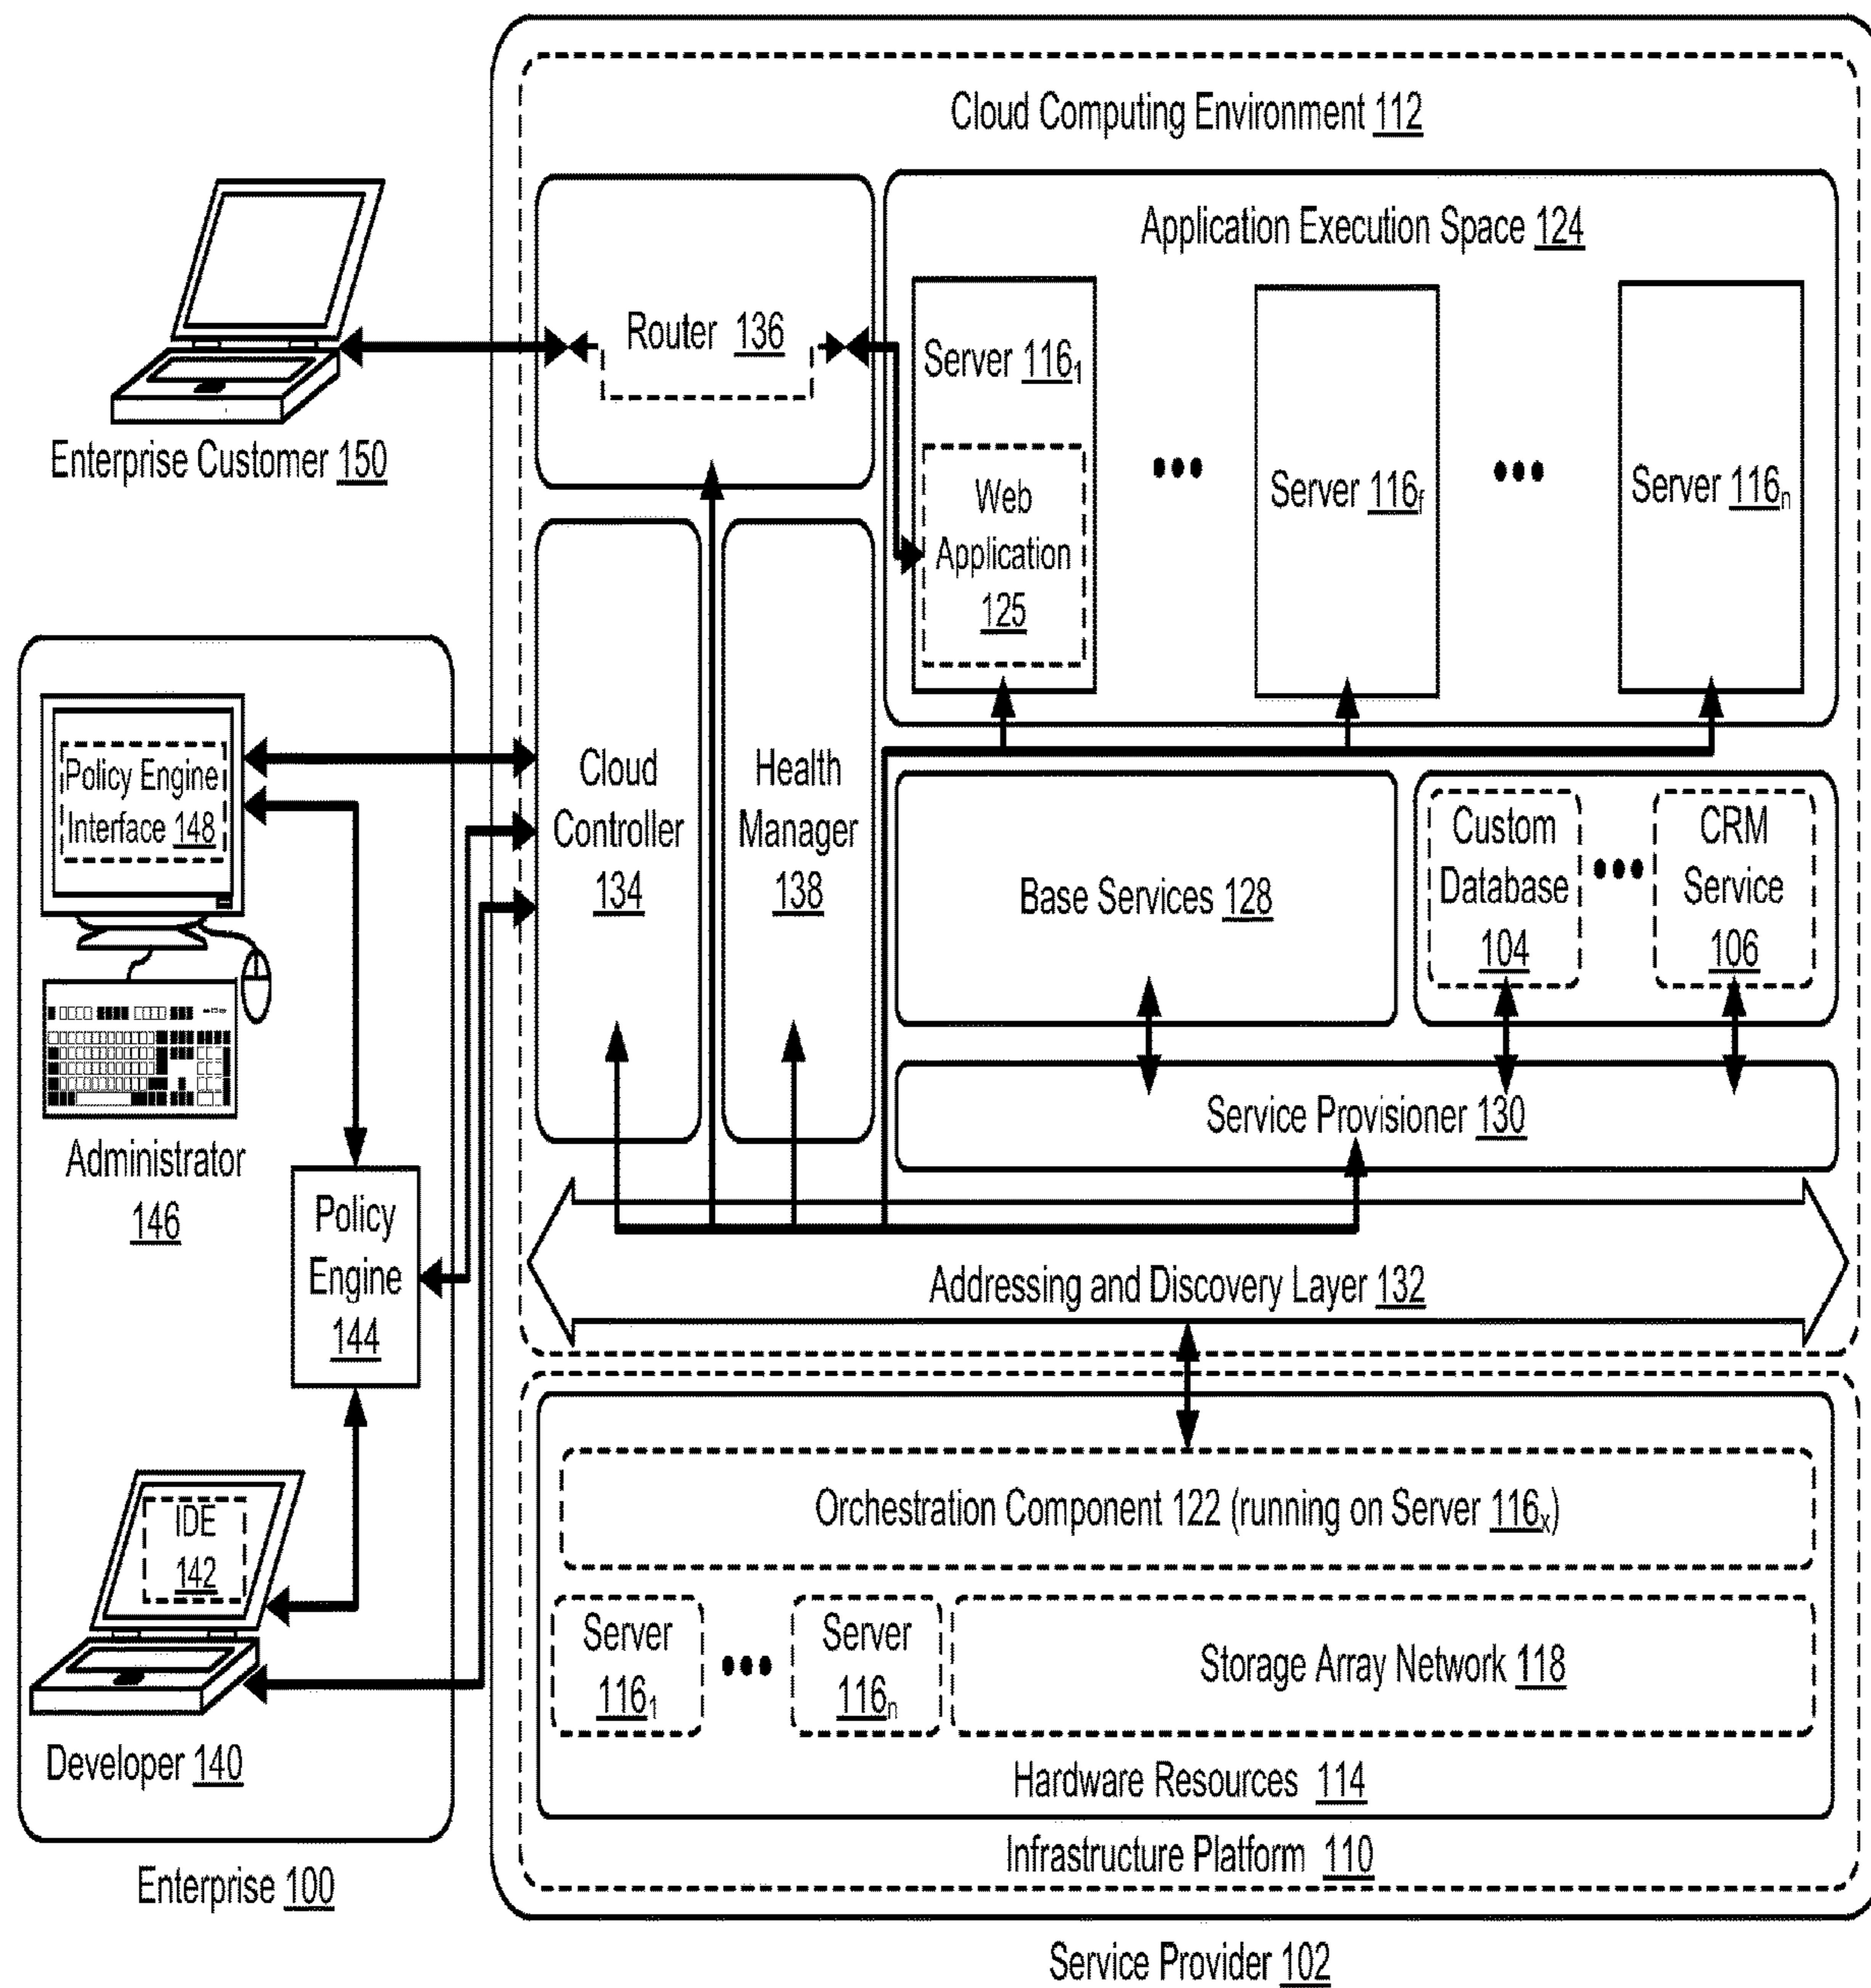 Cloud Computing Environment 112
Application Execution Space 124
Router 136
Server 116₁
Web
Application
125
•••
Server 116f
•••
Server 116ₙ
Enterprise Customer 150
Policy Engine
Interface 148
Administrator
146
Policy
Engine
144
IDE
142
Developer 140
Enterprise 100
Cloud
Controller
134
Health
Manager
138
Base Services 128
Custom
Database
104
•••
CRM
Service
106
Service Provisioner 130
Addressing and Discovery Layer 132
Orchestration Component 122 (running on Server 116ₓ)
Server
116₁
•••
Server
116ₙ
Storage Array Network 118
Hardware Resources 114
Infrastructure Platform 110
Service Provider 102